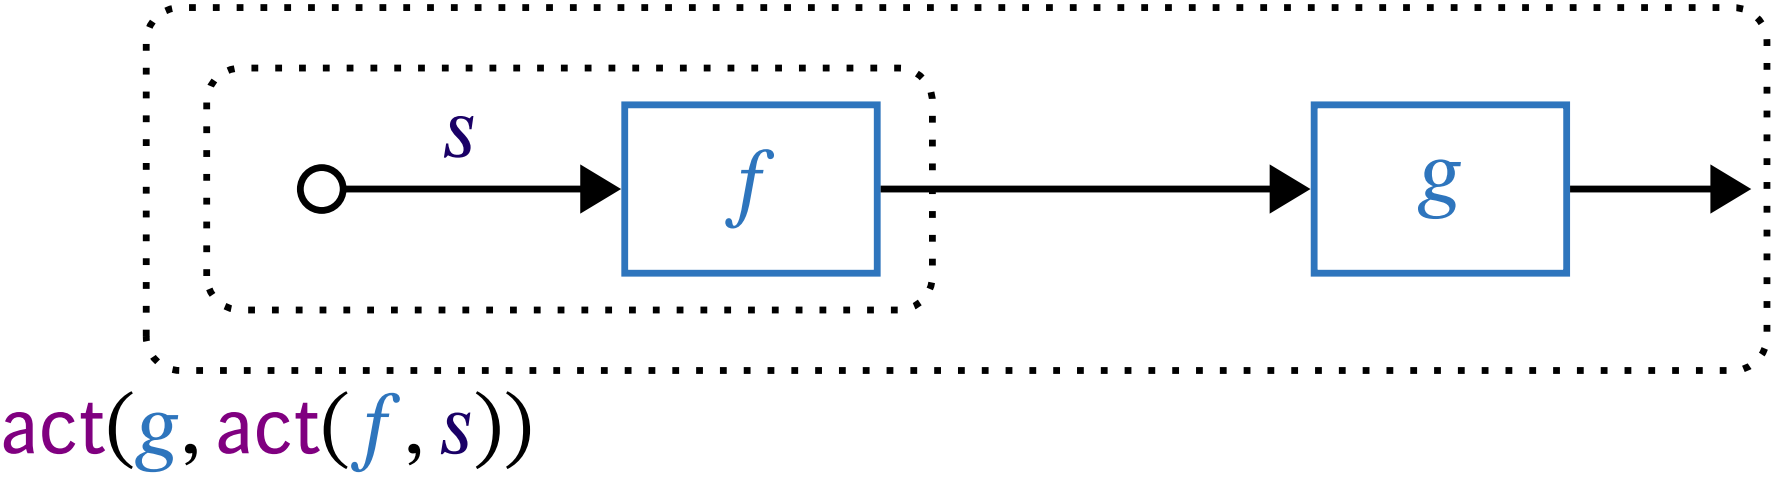 s
f
g
act(g, act(f, s))